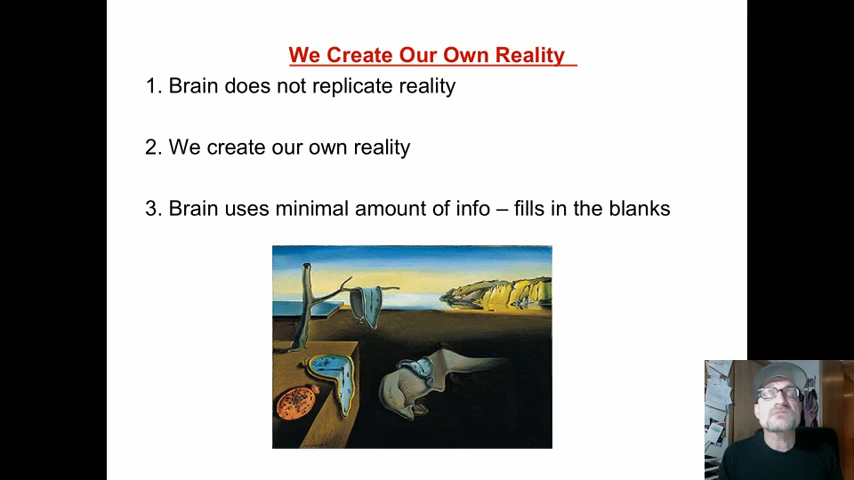 We Create Our Own Reality
1. Brain does not replicate reality
2. We create our own reality
3. Brain uses minimal amount of info – fills in the blanks